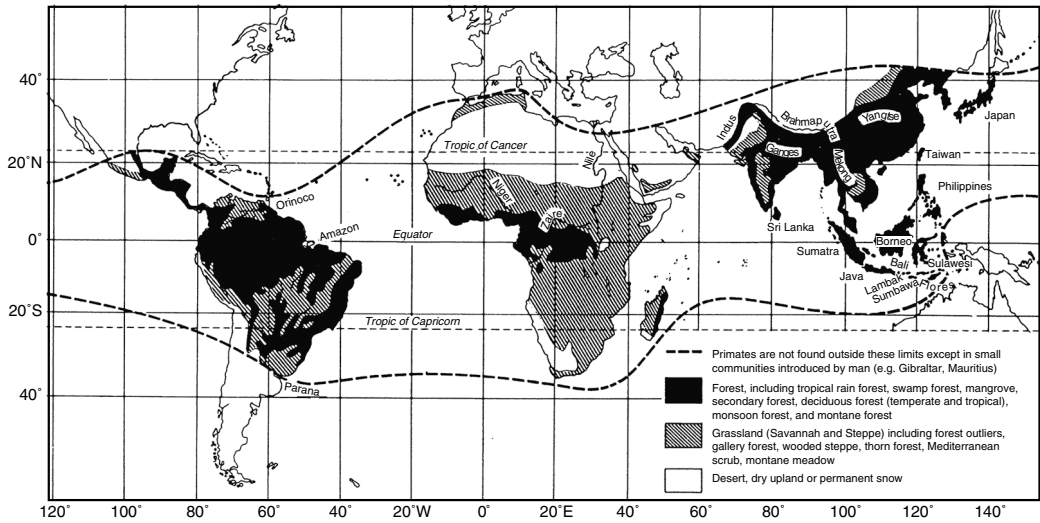 40˚
20˚N
0˚
20˚S
40˚
120˚ 100˚ 80˚ 60˚ 40˚ 20˚W 0˚ 20˚E 40˚ 60˚ 80˚ 100˚ 120˚ 140˚
Tropic of Cancer
Equator
Tropic of Capricorn
Orinoco
Amazon
Parana
Niger
Zaïre
Nile
Indus
Brahmaputra
Ganges
Mekong
Yangtse
Japan
Taiwan
Philippines
Sri Lanka
Sumatra
Borneo
Java
Bali
Sulawesi
Lambak
Sumbawa
Flores
Primates are not found outside these limits except in small
communities introduced by man (e.g. Gibraltar, Mauritius)
Forest, including tropical rain forest, swamp forest, mangrove,
secondary forest, deciduous forest (temperate and tropical),
monsoon forest, and montane forest
Grassland (Savannah and Steppe) including forest outliers,
gallery forest, wooded steppe, thorn forest, Mediterranean
scrub, montane meadow
Desert, dry upland or permanent snow